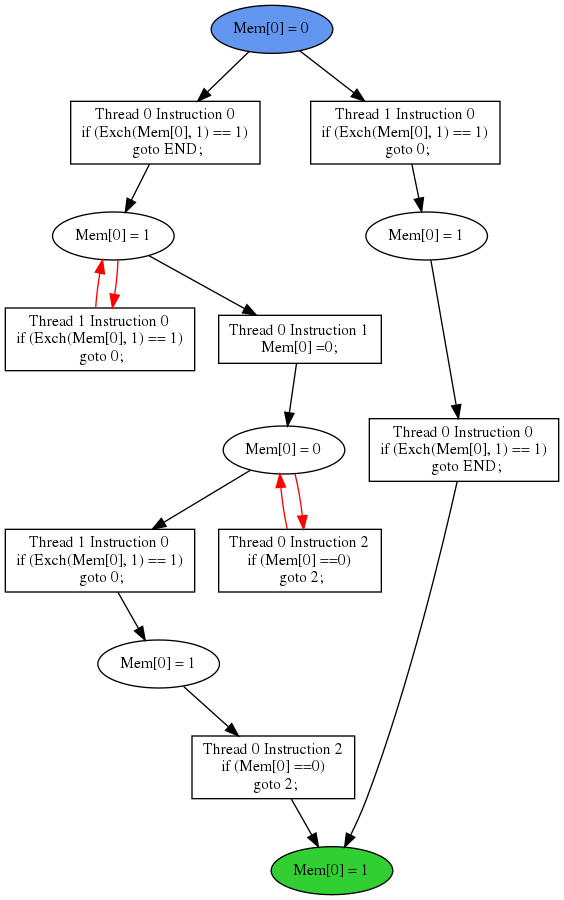 Mem[0] = 0
Thread 0 Instruction 0
if (Exch(Mem[0], 1) == 1)
goto END;
Thread 1 Instruction 0
if (Exch(Mem[0], 1) == 1)
goto 0;
Mem[0] = 1
Mem[0] = 1
Thread 1 Instruction 0
if (Exch(Mem[0], 1) == 1)
goto 0;
Thread 0 Instruction 1
Mem[0] =0;
Mem[0] = 0
Thread 0 Instruction 0
if (Exch(Mem[0], 1) == 1)
goto END;
Thread 1 Instruction 0
if (Exch(Mem[0], 1) == 1)
goto 0;
Thread 0 Instruction 2
if (Mem[0] ==0)
goto 2;
Mem[0] = 1
Thread 0 Instruction 2
if (Mem[0] ==0)
goto 2;
Mem[0] = 1